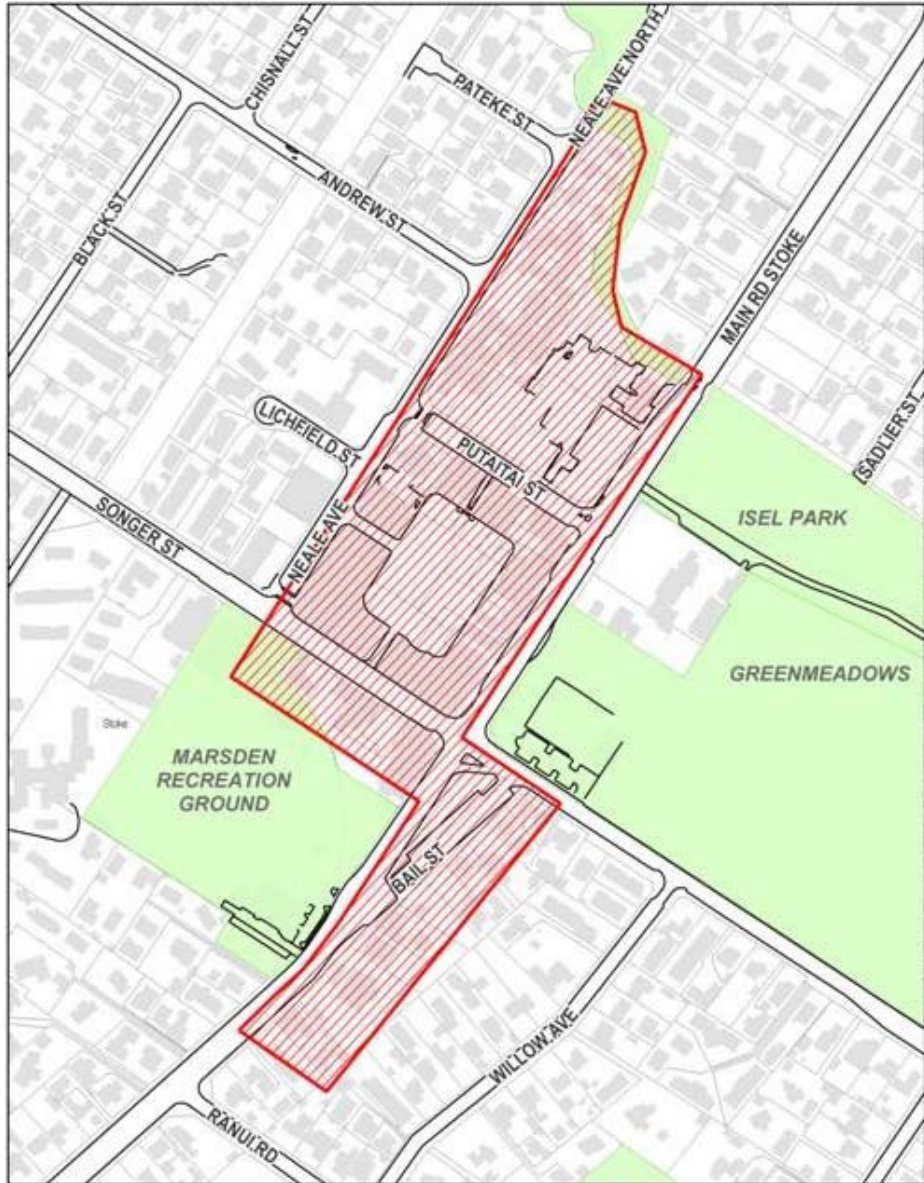 CHISNALL ST
NEALE AVE NORTH
PATEKE ST
ANDREW ST
BLACK ST
MAIN RD STOKE
LICHFIELD ST
PUTAITAI ST
SADLIER ST
SONGER ST
NEALE AVE
ISEL PARK
GREENMEADOWS
Stoke
MARSDEN
RECREATION
GROUND
BAIL ST
WILLOW AVE
RANUI RD